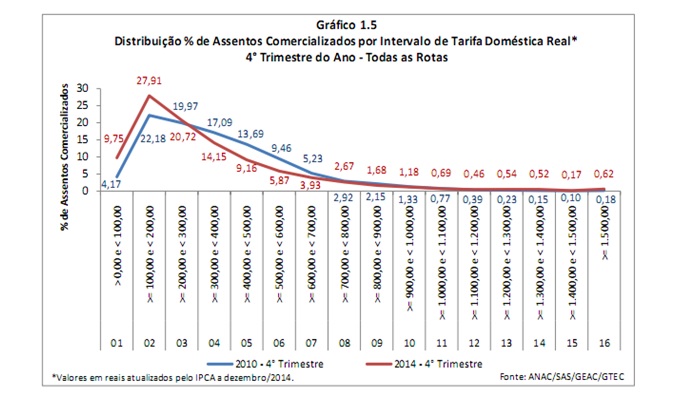 Gráfico 1.5
Distribuição % de Assentos Comercializados por Intervalo de Tarifa Doméstica Real*
4° Trimestre do Ano - Todas as Rotas
% de Assentos Comercializados
30
25
20
15
10
5
0
9,75 27,91 20,72 14,15 9,16 5,87 3,93 2,67 1,68 1,18 0,69 0,46 0,54 0,52 0,17 0,62
4,17 22,18 19,97 17,09 13,69 9,46 5,23 2,92 2,15 1,33 0,77 0,39 0,23 0,15 0,10 0,18
> 0,00 e < 100,00
>= 100,00 e < 200,00
>= 200,00 e < 300,00
>= 300,00 e < 400,00
>= 400,00 e < 500,00
>= 500,00 e < 600,00
>= 600,00 e < 700,00
>= 700,00 e < 800,00
>= 800,00 e < 900,00
>= 900,00 e < 1.000,00
>= 1.000,00 e < 1.100,00
>= 1.100,00 e < 1.200,00
>= 1.200,00 e < 1.300,00
>= 1.300,00 e < 1.400,00
>= 1.400,00 e < 1.500,00
>= 1.500,00
01 02 03 04 05 06 07 08 09 10 11 12 13 14 15 16
2010 - 4° Trimestre 2014 - 4° Trimestre
*Valores em reais atualizados pelo IPCA a dezembro/2014. Fonte: ANAC/SAS/GEAC/GTEC